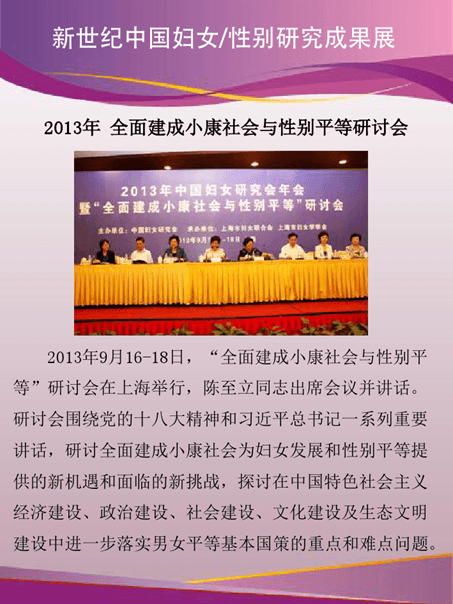 新世纪中国妇女/性别研究成果展
2013年 全面建成小康社会与性别平等研讨会
2013年中国妇女研究会年会
暨“全面建成小康社会与性别平等”研讨会
主办单位：中国妇女研究会 承办单位：上海市妇女联合会 上海市妇女学学会
2013年9月16-18日，“全面建成小康社会与性别平
等”研讨会在上海举行，陈至立同志出席会议并讲话。
研讨会围绕党的十八大精神和习近平总书记一系列重要
讲话，研讨全面建成小康社会为妇女发展和性别平等提
供的新机遇和面临的新挑战，探讨在中国特色社会主义
经济建设、政治建设、社会建设、文化建设及生态文明
建设中进一步落实男女平等基本国策的重点和难点问题。